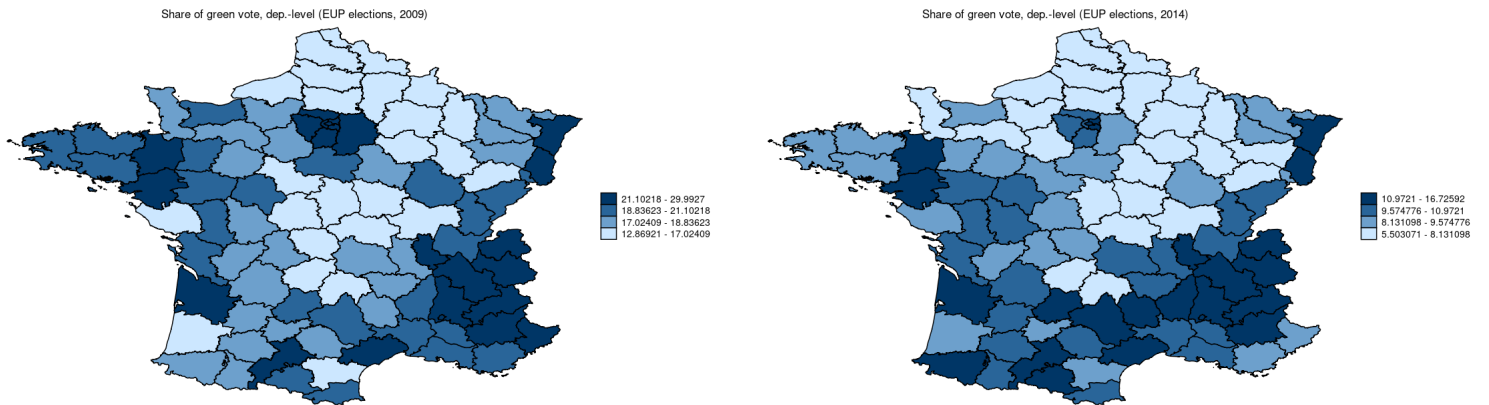 Share of green vote, dep.-level (EUP elections, 2009)
21.10218 - 29.9927
18.83623 - 21.10218
17.02409 - 18.83623
12.86921 - 17.02409
Share of green vote, dep.-level (EUP elections, 2014)
10.9721 - 16.72592
9.574776 - 10.9721
8.131098 - 9.574776
5.503071 - 8.131098